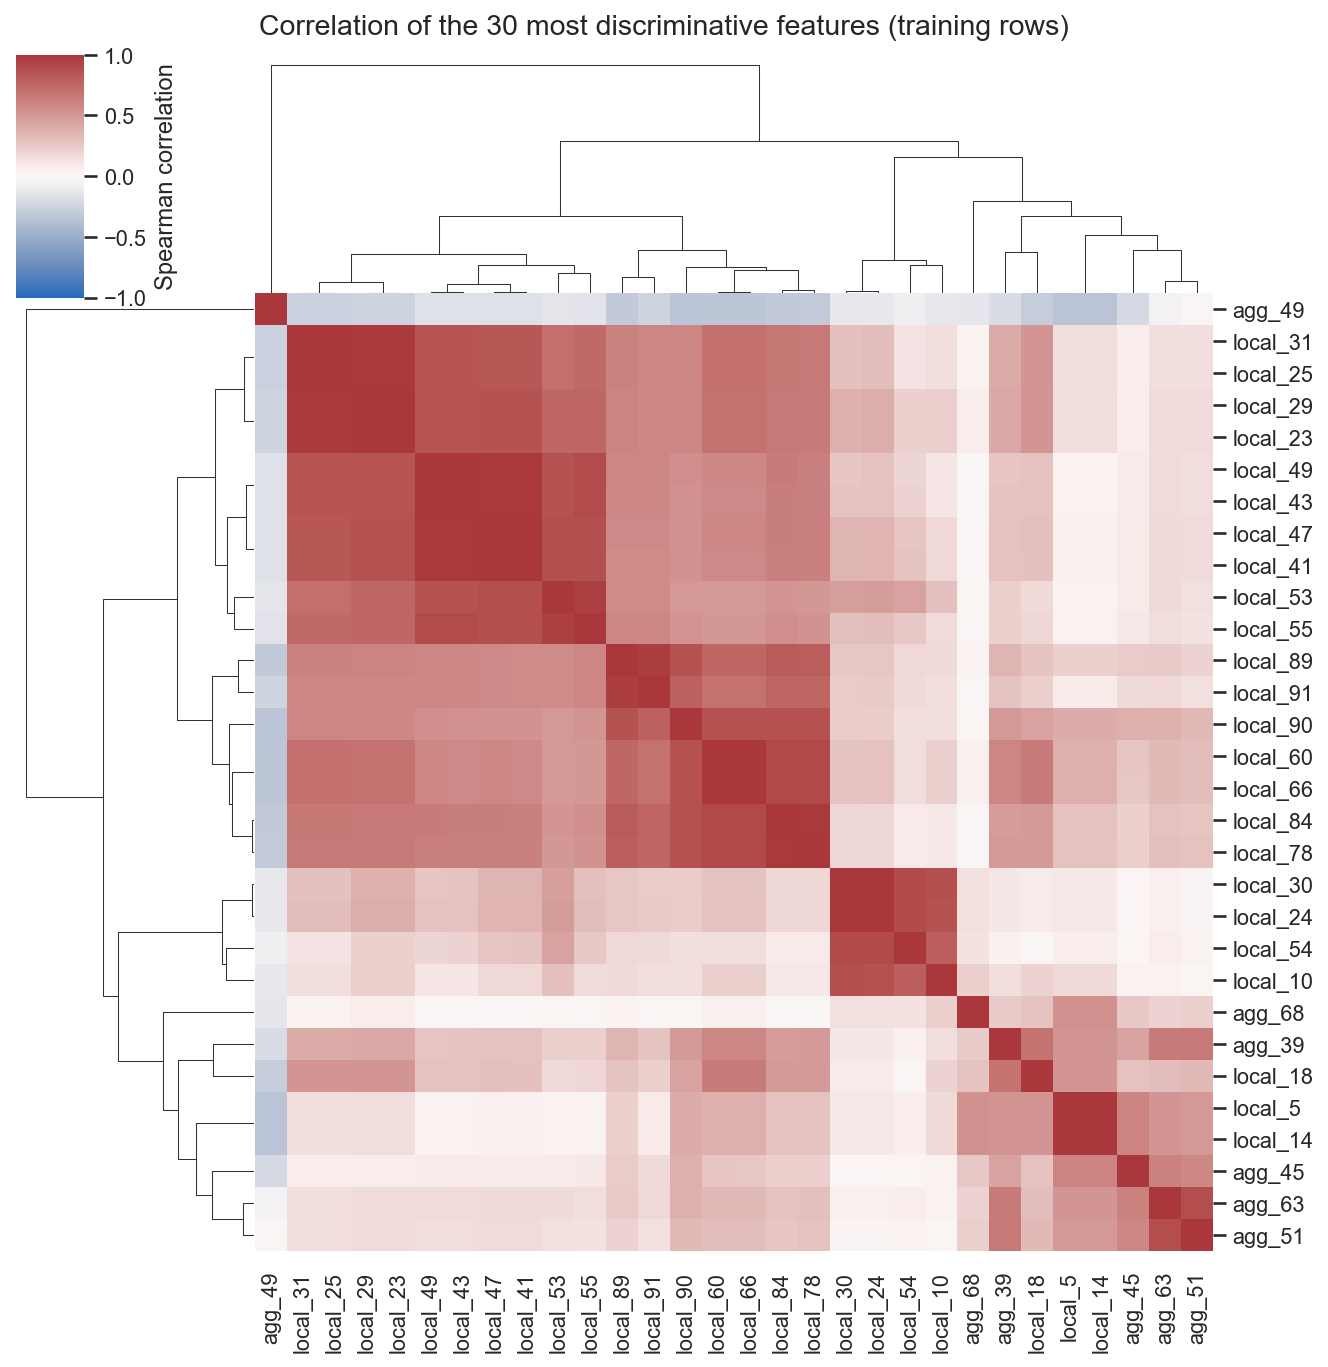 Correlation of the 30 most discriminative features (training rows)
1.0
0.5
0.0
−0.5
−1.0
Spearman correlation
agg_49
local_31
local_25
local_29
local_23
local_49
local_43
local_47
local_41
local_53
local_55
local_89
local_91
local_90
local_60
local_66
local_84
local_78
local_30
local_24
local_54
local_10
agg_68
agg_39
local_18
local_5
local_14
agg_45
agg_63
agg_51
agg_49
local_31
local_25
local_29
local_23
local_49
local_43
local_47
local_41
local_53
local_55
local_89
local_91
local_90
local_60
local_66
local_84
local_78
local_30
local_24
local_54
local_10
agg_68
agg_39
local_18
local_5
local_14
agg_45
agg_63
agg_51